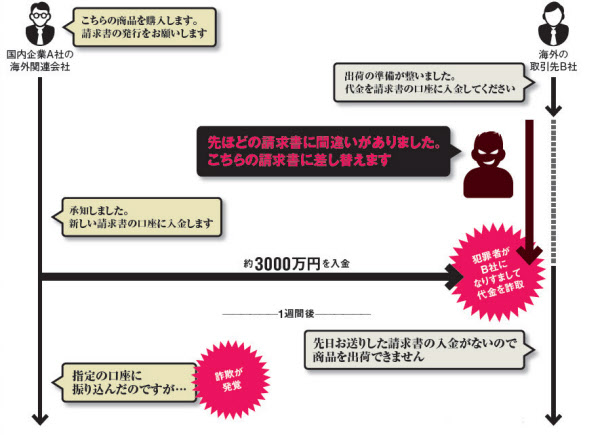 こちらの商品を購入します。
請求書の発行をお願いします
国内企業A社の
海外関連会社
海外の
取引先B社
出荷の準備が整いました。
代金を請求書の口座に入金してください
先ほどの請求書に間違いがありました。
こちらの請求書に差し替えます
承知しました。
新しい請求書の口座に入金します
約3000万円を入金
犯罪者が
B社に
なりすまして
代金を詐取
1週間後
先日お送りした請求書の入金がないので
商品を出荷できません
指定の口座に
振り込んだのですが…
詐欺が
発覚